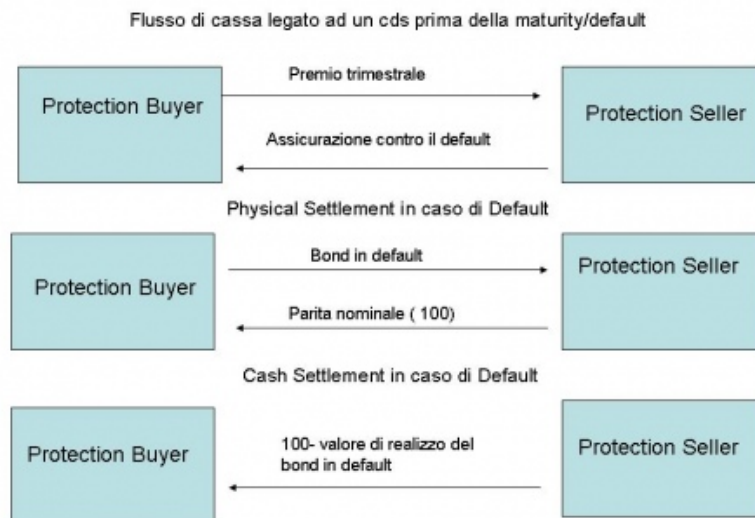 Flusso di cassa legato ad un cds prima della maturity/default
Premio trimestrale
Protection Buyer
Protection Seller
Assicurazione contro il default
Physical Settlement in caso di Default
Bond in default
Protection Buyer
Protection Seller
Parita nominale ( 100)
Cash Settlement in caso di Default
100- valore di realizzo del
bond in default
Protection Buyer
Protection Seller